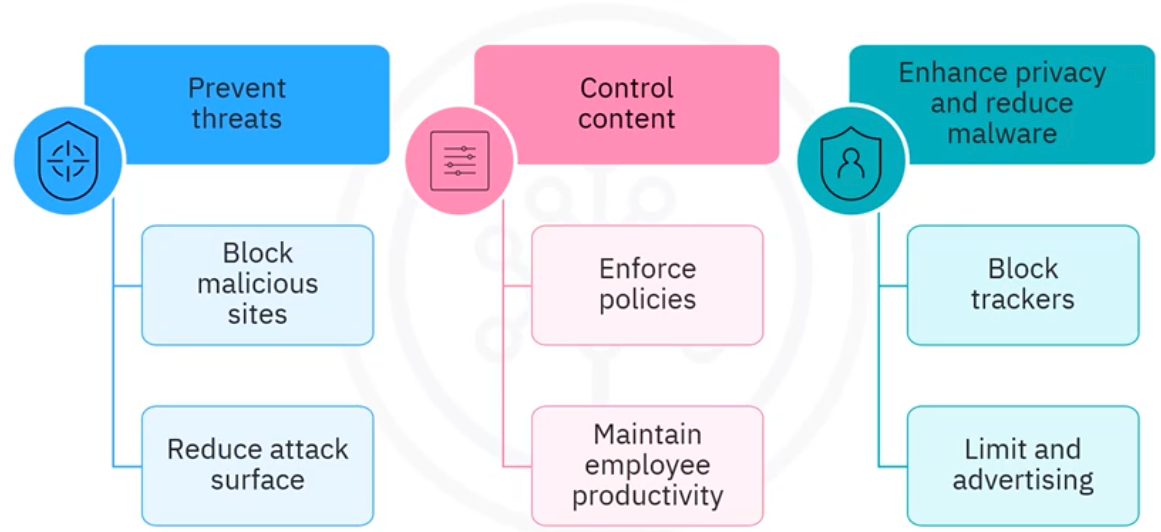 Prevent
threats
Block
malicious
sites
Reduce attack
surface
Control
content
Enforce
policies
Maintain
employee
productivity
Enhance privacy
and reduce
malware
Block
trackers
Limit and
advertising